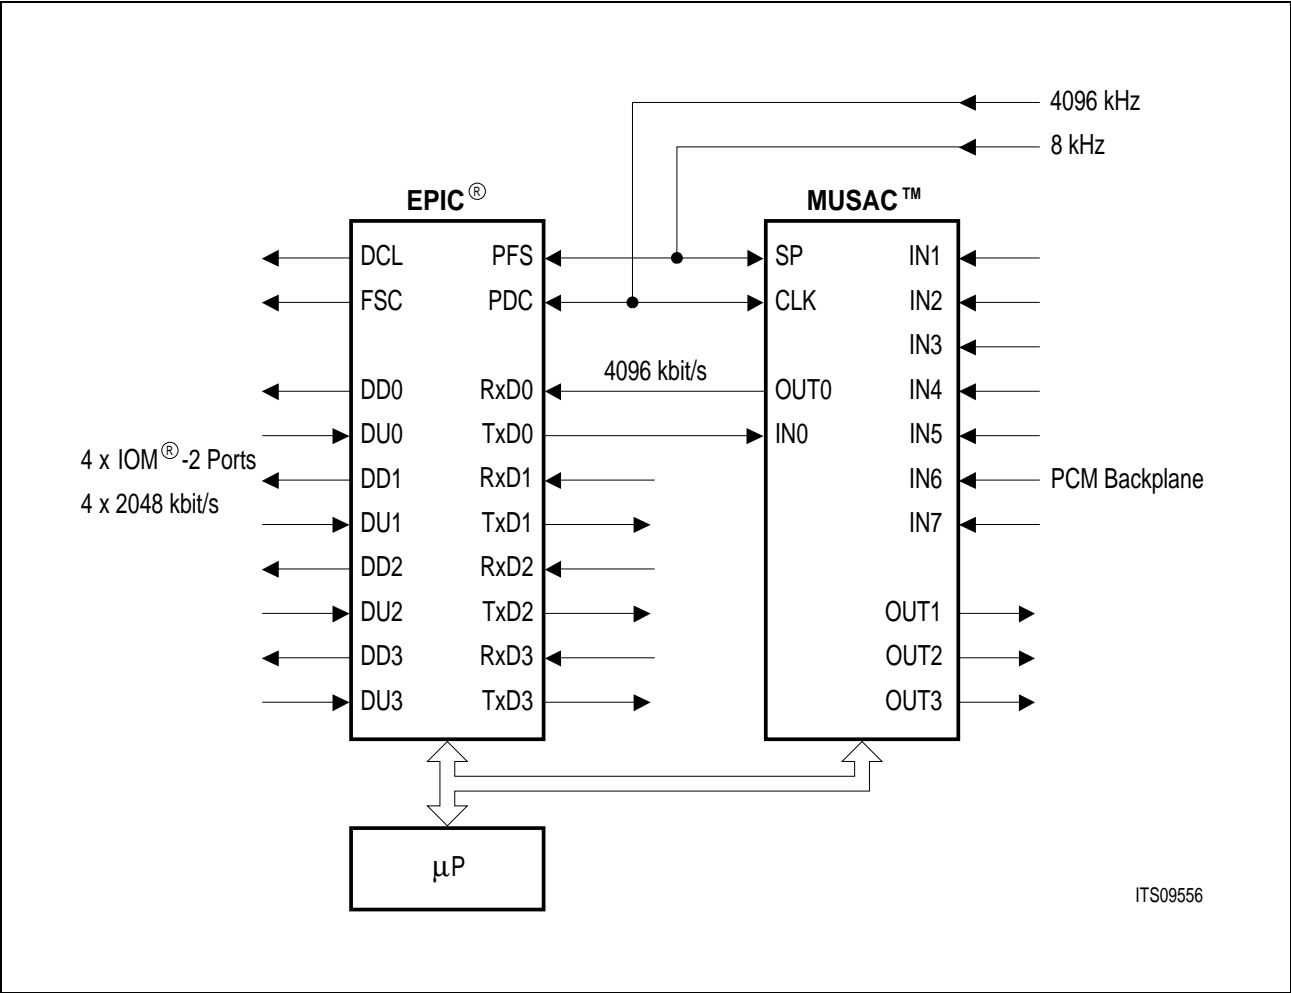 4096 kHz
8 kHz
EPIC®
MUSAC™
DCL PFS SP IN1
FSC PDC CLK IN2
IN3
4096 kbit/s
DD0 RxD0 OUT0 IN4
DU0 TxD0 IN0 IN5
4 x IOM®-2 Ports
DD1 RxD1 IN6 PCM Backplane
4 x 2048 kbit/s
DU1 TxD1 IN7
DD2 RxD2
DU2 TxD2 OUT1
DD3 RxD3 OUT2
DU3 TxD3 OUT3
µP
ITS09556